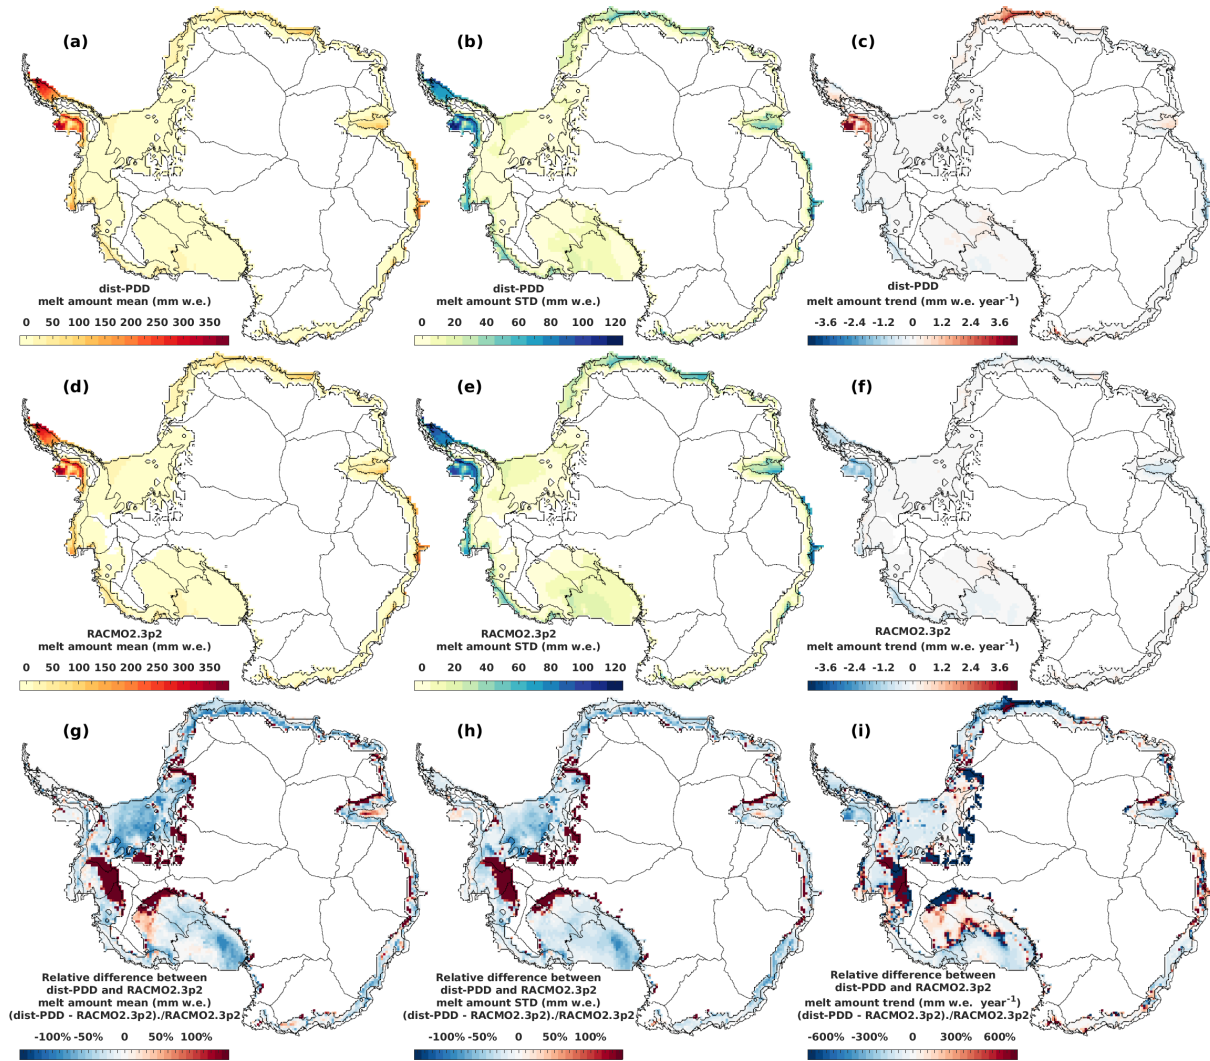 (a)
dist-PDD
melt amount mean (mm w.e.)
0 50 100 150 200 250 300 350
(b)
dist-PDD
melt amount STD (mm w.e.)
0 20 40 60 80 100 120
(c)
dist-PDD
melt amount trend (mm w.e. year-1)
-3.6 -2.4 -1.2 0 1.2 2.4 3.6
(d)
RACMO2.3p2
melt amount mean (mm w.e.)
0 50 100 150 200 250 300 350
(e)
RACMO2.3p2
melt amount STD (mm w.e.)
0 20 40 60 80 100 120
(f)
RACMO2.3p2
melt amount trend (mm w.e. year-1)
-3.6 -2.4 -1.2 0 1.2 2.4 3.6
(g)
Relative difference between
dist-PDD and RACMO2.3p2
melt amount mean (mm w.e.)
(dist-PDD - RACMO2.3p2)./RACMO2.3p2
-100% -50% 0 50% 100%
(h)
Relative difference between
dist-PDD and RACMO2.3p2
melt amount STD (mm w.e.)
(dist-PDD - RACMO2.3p2)./RACMO2.3p2
-100% -50% 0 50% 100%
(i)
Relative difference between
dist-PDD and RACMO2.3p2
melt amount trend (mm w.e. year-1)
(dist-PDD - RACMO2.3p2)./RACMO2.3p2
-600% -300% 0 300% 600%